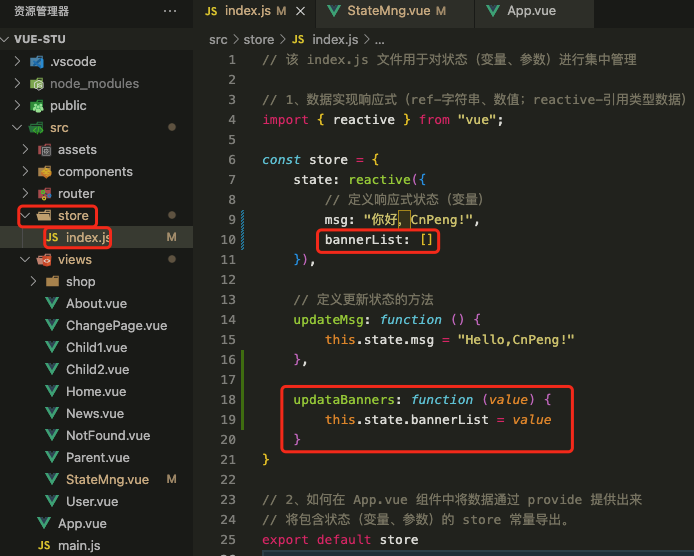 资源管理器
VUE-STU
.vscode
node_modules
public
src
assets
components
router
store
JS index.js M
views
shop
About.vue
ChangePage.vue
Child1.vue
Child2.vue
Home.vue
News.vue
NotFound.vue
Parent.vue
StateMng.vue M
User.vue
App.vue
main.js
JS index.js M
StateMng.vue M
App.vue
src > store > JS index.js > ...
1 // 该 index.js 文件用于对状态（变量、参数）进行集中管理
2
3 // 1、数据实现响应式（ref-字符串、数值；reactive-引用类型数据）
4 import { reactive } from "vue";
5
6 const store = {
7 state: reactive({
8 // 定义响应式状态（变量）
9 msg: "你好，CnPeng!",
10 bannerList: []
11 }),
12
13 // 定义更新状态的方法
14 updateMsg: function () {
15 this.state.msg = "Hello,CnPeng!"
16 },
17
18 updataBanners: function (value) {
19 this.state.bannerList = value
20 }
21 }
22
23 // 2、如何在 App.vue 组件中将数据通过 provide 提供出来
24 // 将包含状态（变量、参数）的 store 常量导出。
25 export default store